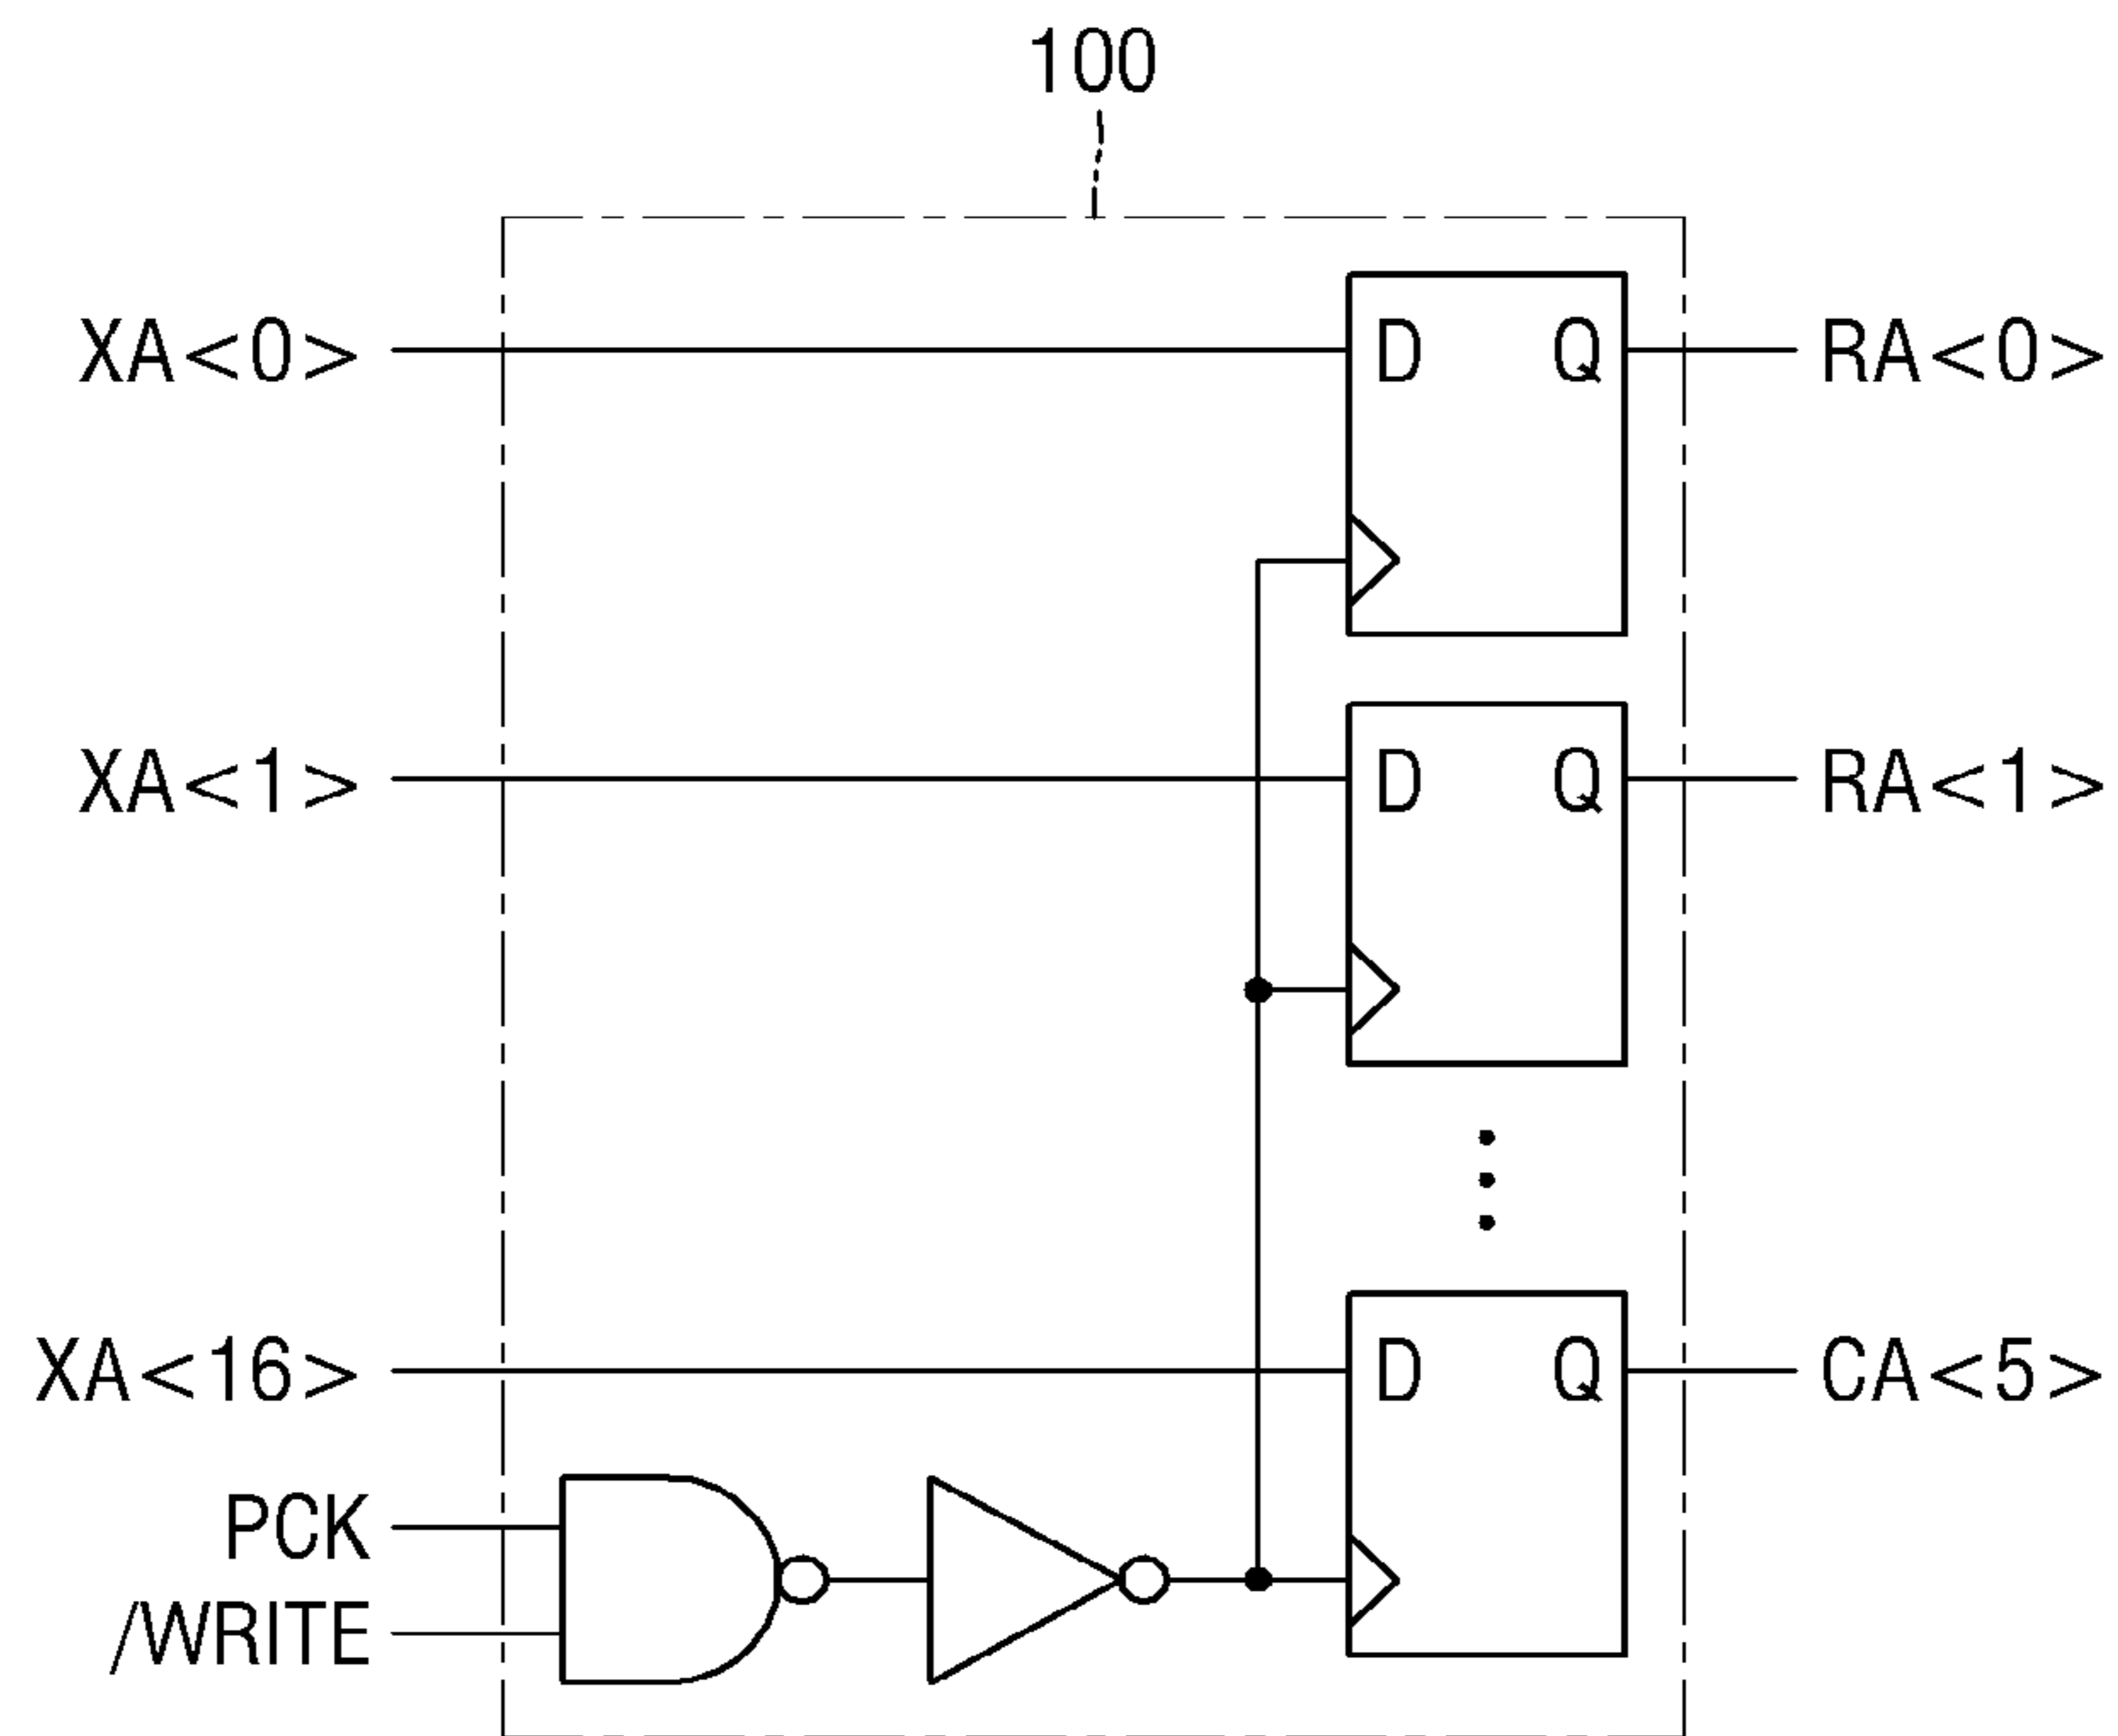 100
XA<0> D Q RA<0>
XA<1> D Q RA<1>
XA<16> D Q CA<5>
PCK
/WRITE